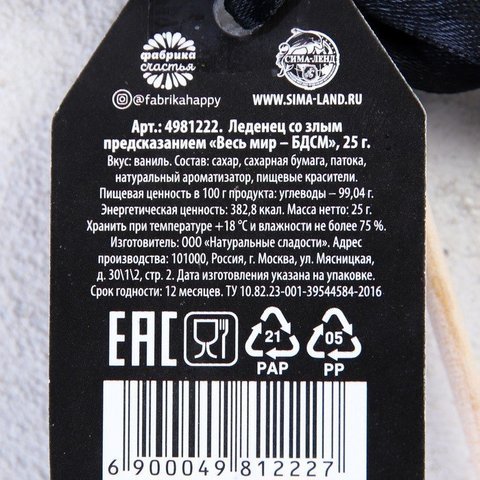 фабрика счастья
СИМА-ЛЕНД
@fabrikahappy
WWW.SIMA-LAND.RU
Арт.: 4981222. Леденец со злым
предсказанием «Весь мир – БДСМ», 25 г.
Вкус: ваниль. Состав: сахар, сахарная бумага, патока,
натуральный ароматизатор, пищевые красители.
Пищевая ценность в 100 г продукта: углеводы – 99,04 г.
Энергетическая ценность: 382,8 ккал. Масса нетто: 25 г.
Хранить при температуре +18 °С и влажности не более 75 %.
Изготовитель: ООО «Натуральные сладости». Адрес
производства: 101000, Россия, г. Москва, ул. Мясницкая,
д. 30\1\2, стр. 2. Дата изготовления указана на упаковке.
Срок годности: 12 месяцев. ТУ 10.82.23-001-39544584-2016
ЕАС
21
PAP
05
PP
6 900049 812227